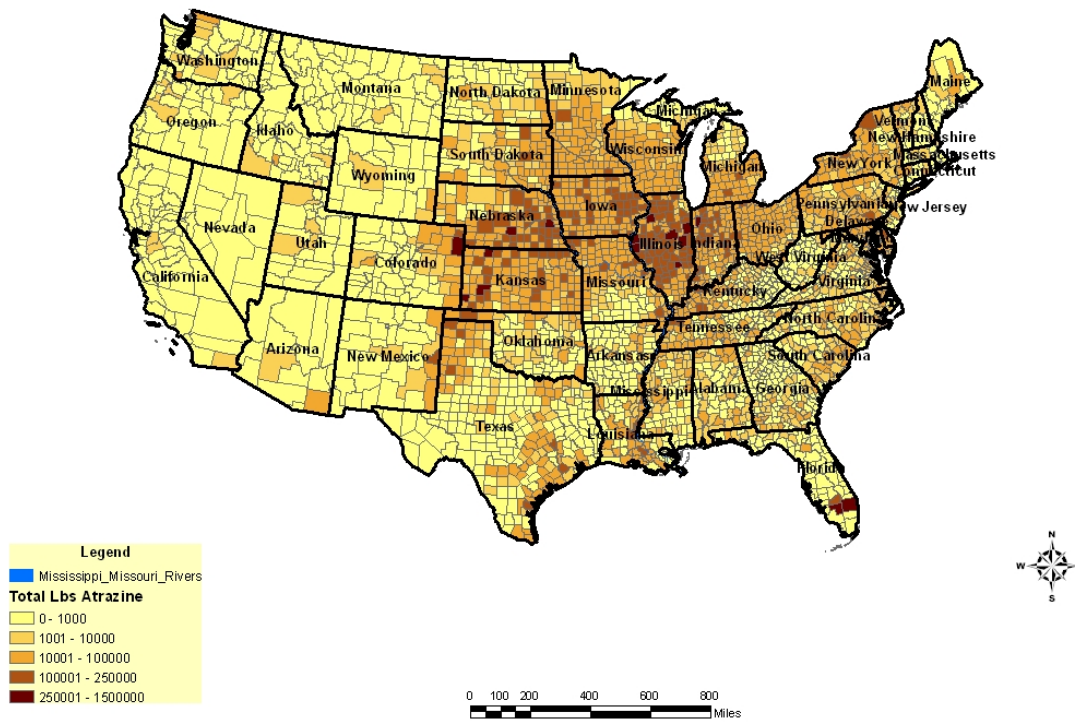 Washington
Montana
North Dakota
Minnesota
Maine
Michigan
Oregon
Idaho
Vermont
New Hampshire
Wisconsin
South Dakota
Massachusetts
Michigan
New York
Connecticut
Wyoming
Iowa
Pennsylvania
New Jersey
Nebraska
Delaware
Nevada
Utah
Illinois
Indiana
Ohio
Colorado
West Virginia
California
Kansas
Missouri
Virginia
Kentucky
North Carolina
Tennessee
Arizona
New Mexico
Oklahoma
Arkansas
South Carolina
Mississippi
Alabama
Georgia
Texas
Louisiana
Florida
N
W
S
Legend
Mississippi_Missouri_Rivers
Total Lbs Atrazine
0 - 1000
1001 - 10000
10001 - 100000
100001 - 250000
250001 - 1500000
0 100 200 400 600 800
Miles